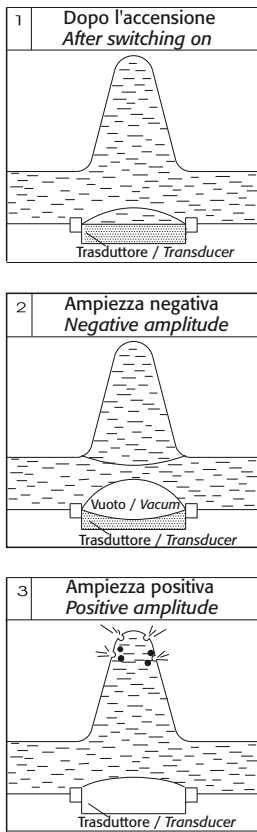 1
Dopo l'accensione
After switching on
Trasduttore / Transducer
2
Ampiezza negativa
Negative amplitude
Vuoto / Vacum
Trasduttore / Transducer
3
Ampiezza positiva
Positive amplitude
Trasduttore / Transducer